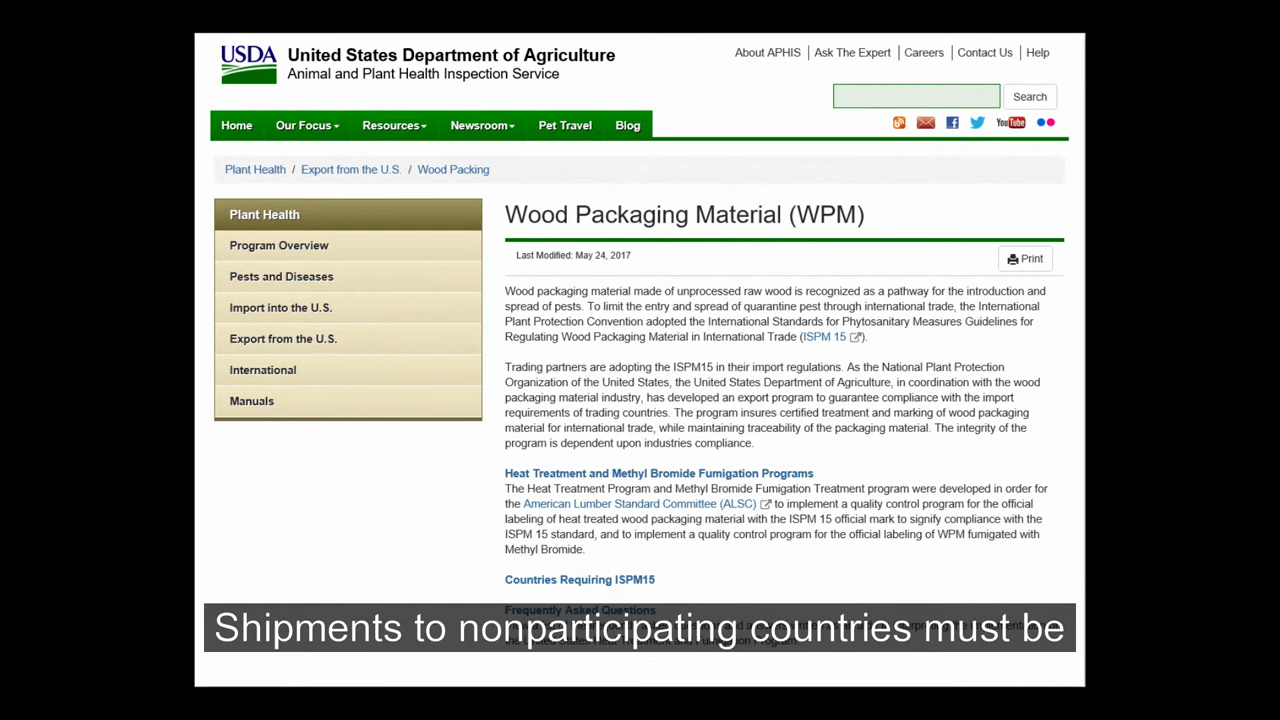 USDA
United States Department of Agriculture
Animal and Plant Health Inspection Service
About APHIS | Ask The Expert | Careers | Contact Us | Help
Search
Home Our Focus Resources Newsroom Pet Travel Blog
YouTube
Plant Health / Export from the U.S. / Wood Packing
Plant Health
Program Overview
Pests and Diseases
Import into the U.S.
Export from the U.S.
International
Manuals
Wood Packaging Material (WPM)
Last Modified: May 24, 2017
Print
Wood packaging material made of unprocessed raw wood is recognized as a pathway for the introduction and
spread of pests. To limit the entry and spread of quarantine pest through international trade, the International
Plant Protection Convention adopted the International Standards for Phytosanitary Measures Guidelines for
Regulating Wood Packaging Material in International Trade (ISPM 15).
Trading partners are adopting the ISPM15 in their import regulations. As the National Plant Protection
Organization of the United States, the United States Department of Agriculture, in coordination with the wood
packaging material industry, has developed an export program to guarantee compliance with the import
requirements of trading countries. The program insures certified treatment and marking of wood packaging
material for international trade, while maintaining traceability of the packaging material. The integrity of the
program is dependent upon industries compliance.
Heat Treatment and Methyl Bromide Fumigation Programs
The Heat Treatment Program and Methyl Bromide Fumigation Treatment program were developed in order for
the American Lumber Standard Committee (ALSC) to implement a quality control program for the official
labeling of heat treated wood packaging material with the ISPM 15 official mark to signify compliance with the
ISPM 15 standard, and to implement a quality control program for the official labeling of WPM fumigated with
Methyl Bromide.
Countries Requiring ISPM15
Frequently Asked Questions
Shipments to nonparticipating countries must be